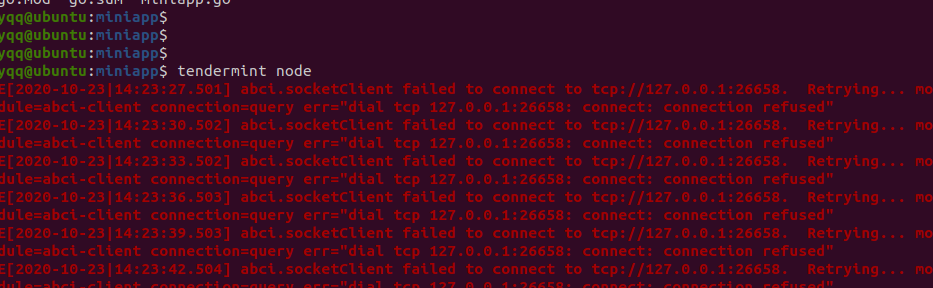 go.mod  go.sum  miniapp.go
yqq@ubuntu:miniapp$
yqq@ubuntu:miniapp$
yqq@ubuntu:miniapp$
yqq@ubuntu:miniapp$ tendermint node
E[2020-10-23|14:23:27.501] abci.socketClient failed to connect to tcp://127.0.0.1:26658.  Retrying... mo
dule=abci-client connection=query err="dial tcp 127.0.0.1:26658: connect: connection refused"
E[2020-10-23|14:23:30.502] abci.socketClient failed to connect to tcp://127.0.0.1:26658.  Retrying... mo
dule=abci-client connection=query err="dial tcp 127.0.0.1:26658: connect: connection refused"
E[2020-10-23|14:23:33.502] abci.socketClient failed to connect to tcp://127.0.0.1:26658.  Retrying... mo
dule=abci-client connection=query err="dial tcp 127.0.0.1:26658: connect: connection refused"
E[2020-10-23|14:23:36.503] abci.socketClient failed to connect to tcp://127.0.0.1:26658.  Retrying... mo
dule=abci-client connection=query err="dial tcp 127.0.0.1:26658: connect: connection refused"
E[2020-10-23|14:23:39.503] abci.socketClient failed to connect to tcp://127.0.0.1:26658.  Retrying... mo
dule=abci-client connection=query err="dial tcp 127.0.0.1:26658: connect: connection refused"
E[2020-10-23|14:23:42.504] abci.socketClient failed to connect to tcp://127.0.0.1:26658.  Retrying... mo
dule=abci-client connection=query err="dial tcp 127.0.0.1:26658: connect: connection refused"